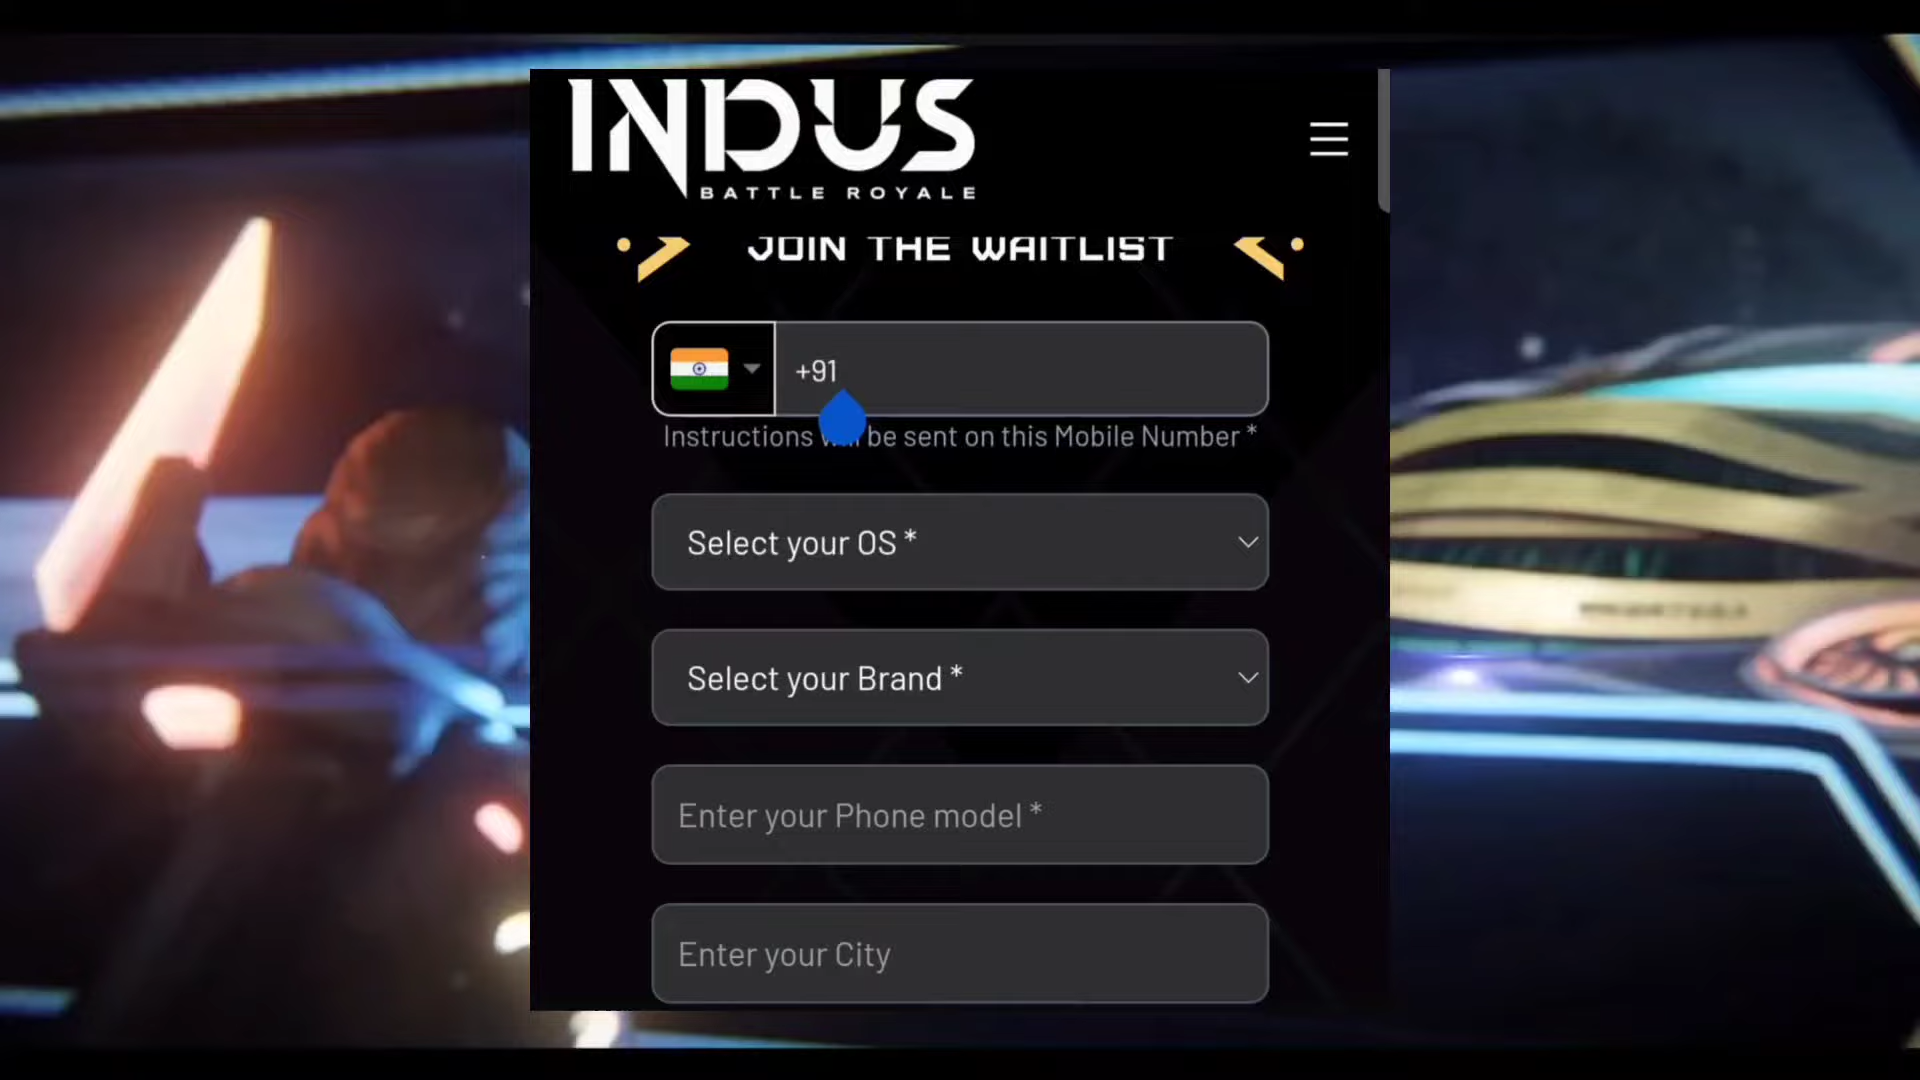 INDUS
BATTLE ROYALE
JOIN THE WAITLIST
+91
Instructions will be sent on this Mobile Number *
Select your OS *
Select your Brand *
Enter your Phone model *
Enter your City